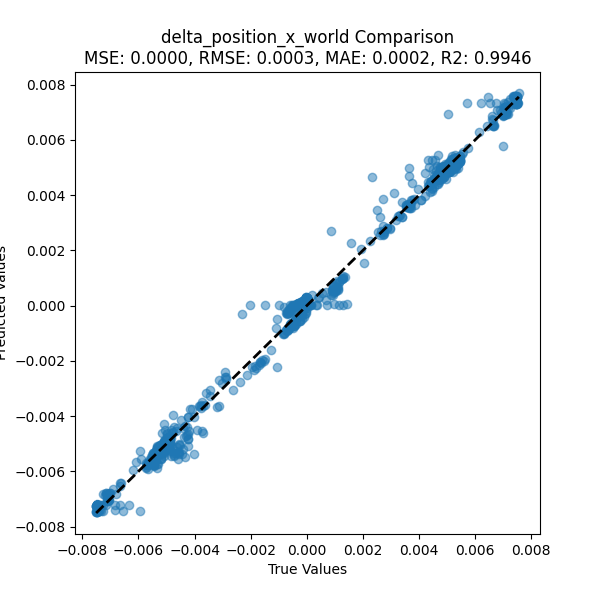 delta_position_x_world Comparison
MSE: 0.0000, RMSE: 0.0003, MAE: 0.0002, R2: 0.9946
0.008
0.006
0.004
0.002
0.000
−0.002
−0.004
−0.006
−0.008
Predicted Values
−0.008 −0.006 −0.004 −0.002 0.000 0.002 0.004 0.006 0.008
True Values